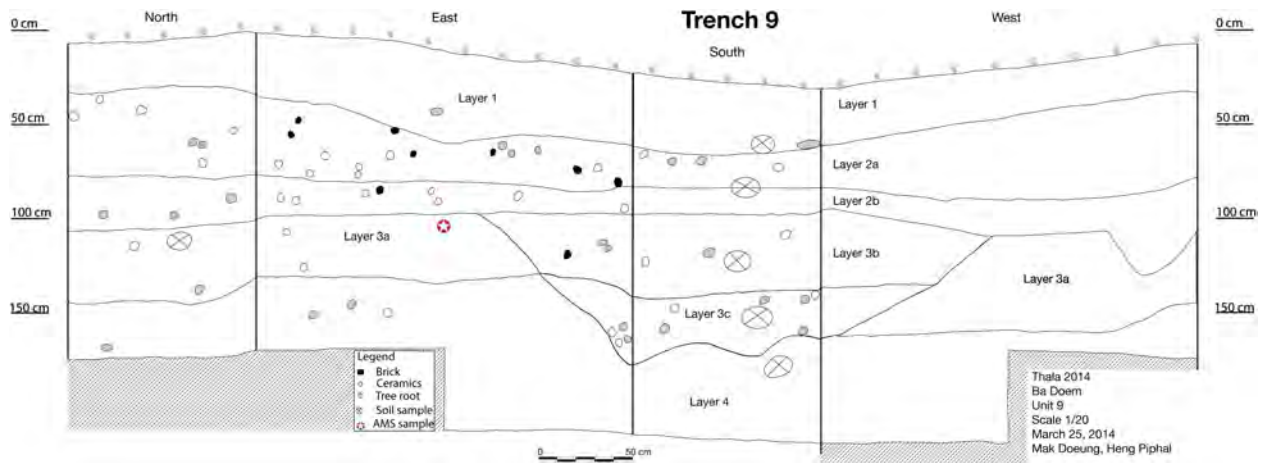 Trench 9
North
East
South
West
0 cm
50 cm
100 cm
150 cm
0 cm
50 cm
100 cm
150 cm
Layer 1
Layer 3a
Layer 3c
Layer 4
Layer 1
Layer 2a
Layer 2b
Layer 3b
Layer 3a
Legend
Brick
Ceramics
Tree root
Soil sample
AMS sample
0
50 cm
Thala 2014
Ba Doem
Unit 9
Scale 1/20
March 25, 2014
Mak Doeung, Heng Piphal